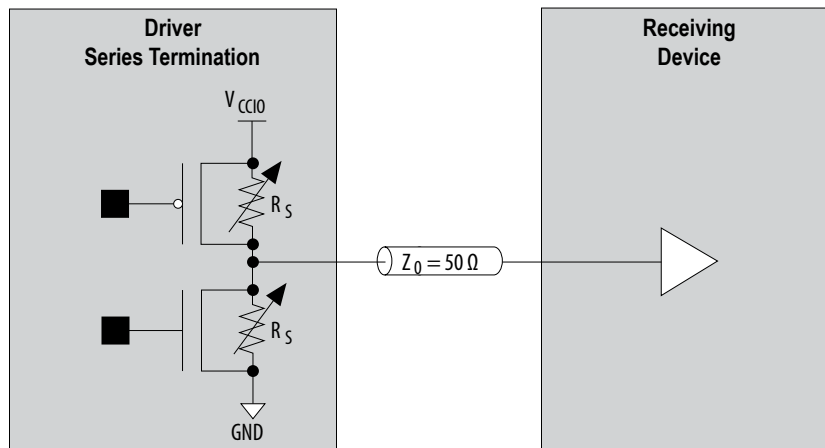 Driver
Series Termination
Receiving
Device
V CCIO
R S
Z 0 = 50 Ω
R S
GND